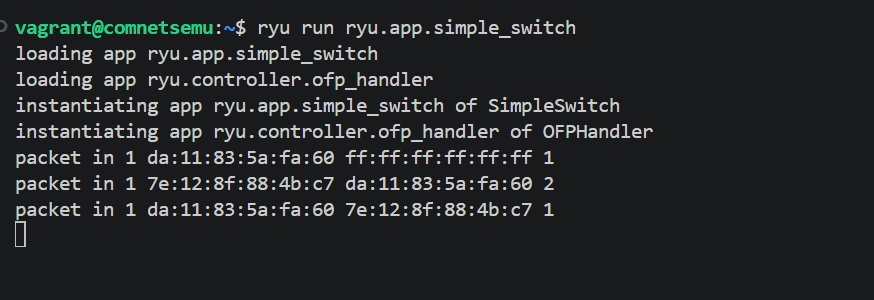 vagrant@comnetsemu:~$ ryu run ryu.app.simple_switch
loading app ryu.app.simple_switch
loading app ryu.controller.ofp_handler
instantiating app ryu.app.simple_switch of SimpleSwitch
instantiating app ryu.controller.ofp_handler of OFPHandler
packet in 1 da:11:83:5a:fa:60 ff:ff:ff:ff:ff:ff 1
packet in 1 7e:12:8f:88:4b:c7 da:11:83:5a:fa:60 2
packet in 1 da:11:83:5a:fa:60 7e:12:8f:88:4b:c7 1